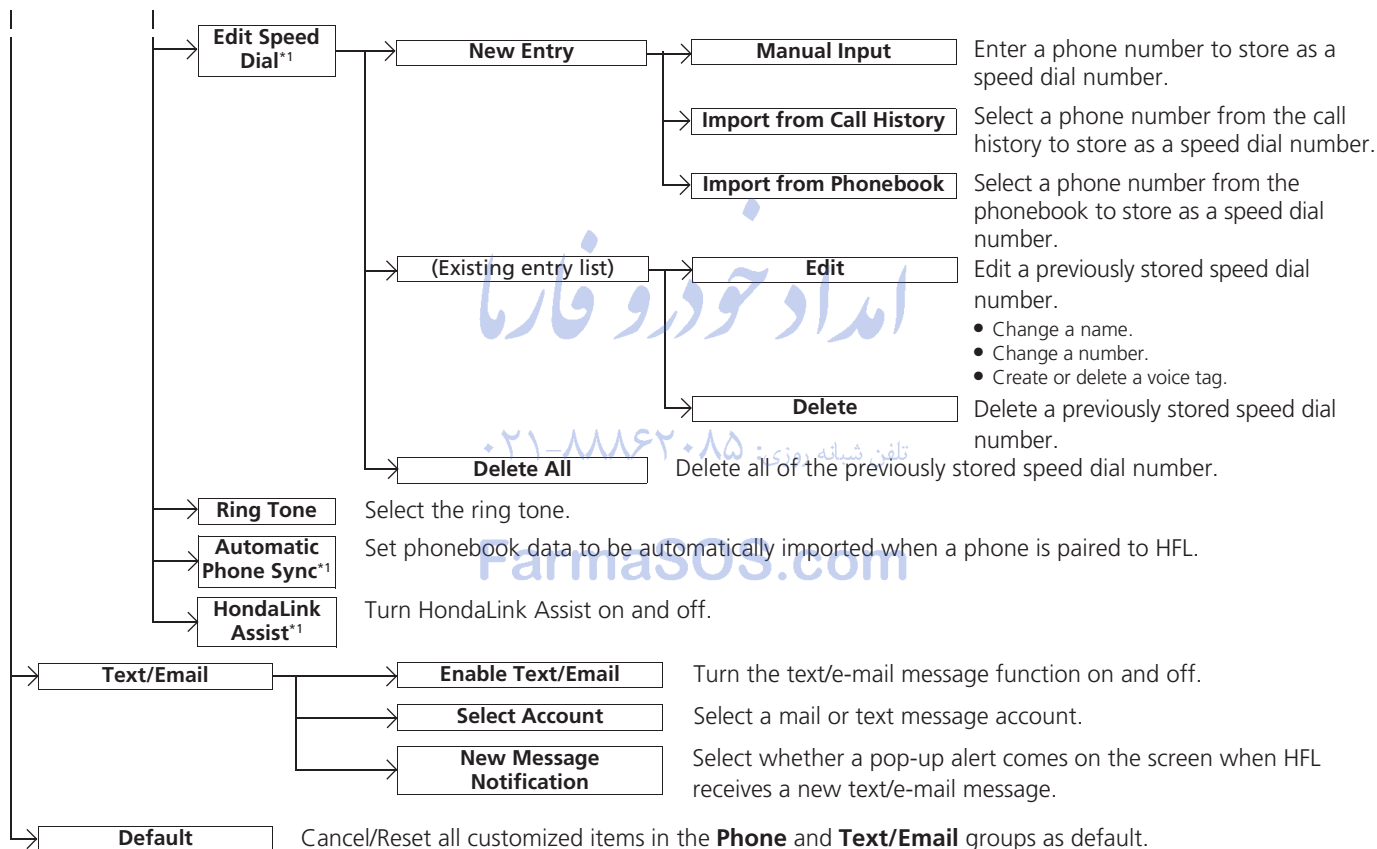 Edit Speed
Dial*1
New Entry
Manual Input
Enter a phone number to store as a
speed dial number.
Import from Call History
Select a phone number from the call
history to store as a speed dial number.
Import from Phonebook
Select a phone number from the
phonebook to store as a speed dial
number.
(Existing entry list)
Edit
Edit a previously stored speed dial
number.
● Change a name.
● Change a number.
● Create or delete a voice tag.
Delete
Delete a previously stored speed dial
number.
Delete All
Delete all of the previously stored speed dial number.
Ring Tone
Select the ring tone.
Automatic
Phone Sync*1
Set phonebook data to be automatically imported when a phone is paired to HFL.
HondaLink
Assist*1
Turn HondaLink Assist on and off.
Text/Email
Enable Text/Email
Turn the text/e-mail message function on and off.
Select Account
Select a mail or text message account.
New Message
Notification
Select whether a pop-up alert comes on the screen when HFL
receives a new text/e-mail message.
Default
Cancel/Reset all customized items in the Phone and Text/Email groups as default.
امداد خودرو فارما
تلفن شبانه روزی: ۰۲۱-۸۸۸۶۲۰۸۵
FarmaSOS.com